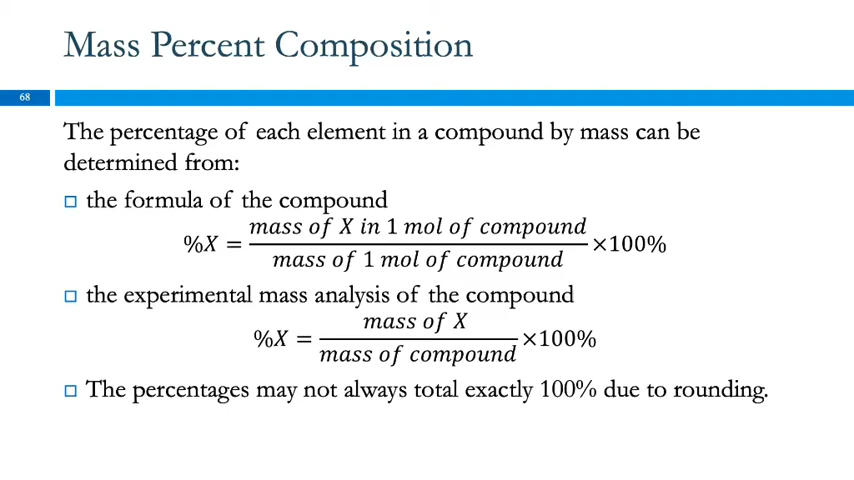 Mass Percent Composition
68
The percentage of each element in a compound by mass can be
determined from:
the formula of the compound
%X = mass of X in 1 mol of compound / mass of 1 mol of compound ×100%
the experimental mass analysis of the compound
%X = mass of X / mass of compound ×100%
The percentages may not always total exactly 100% due to rounding.